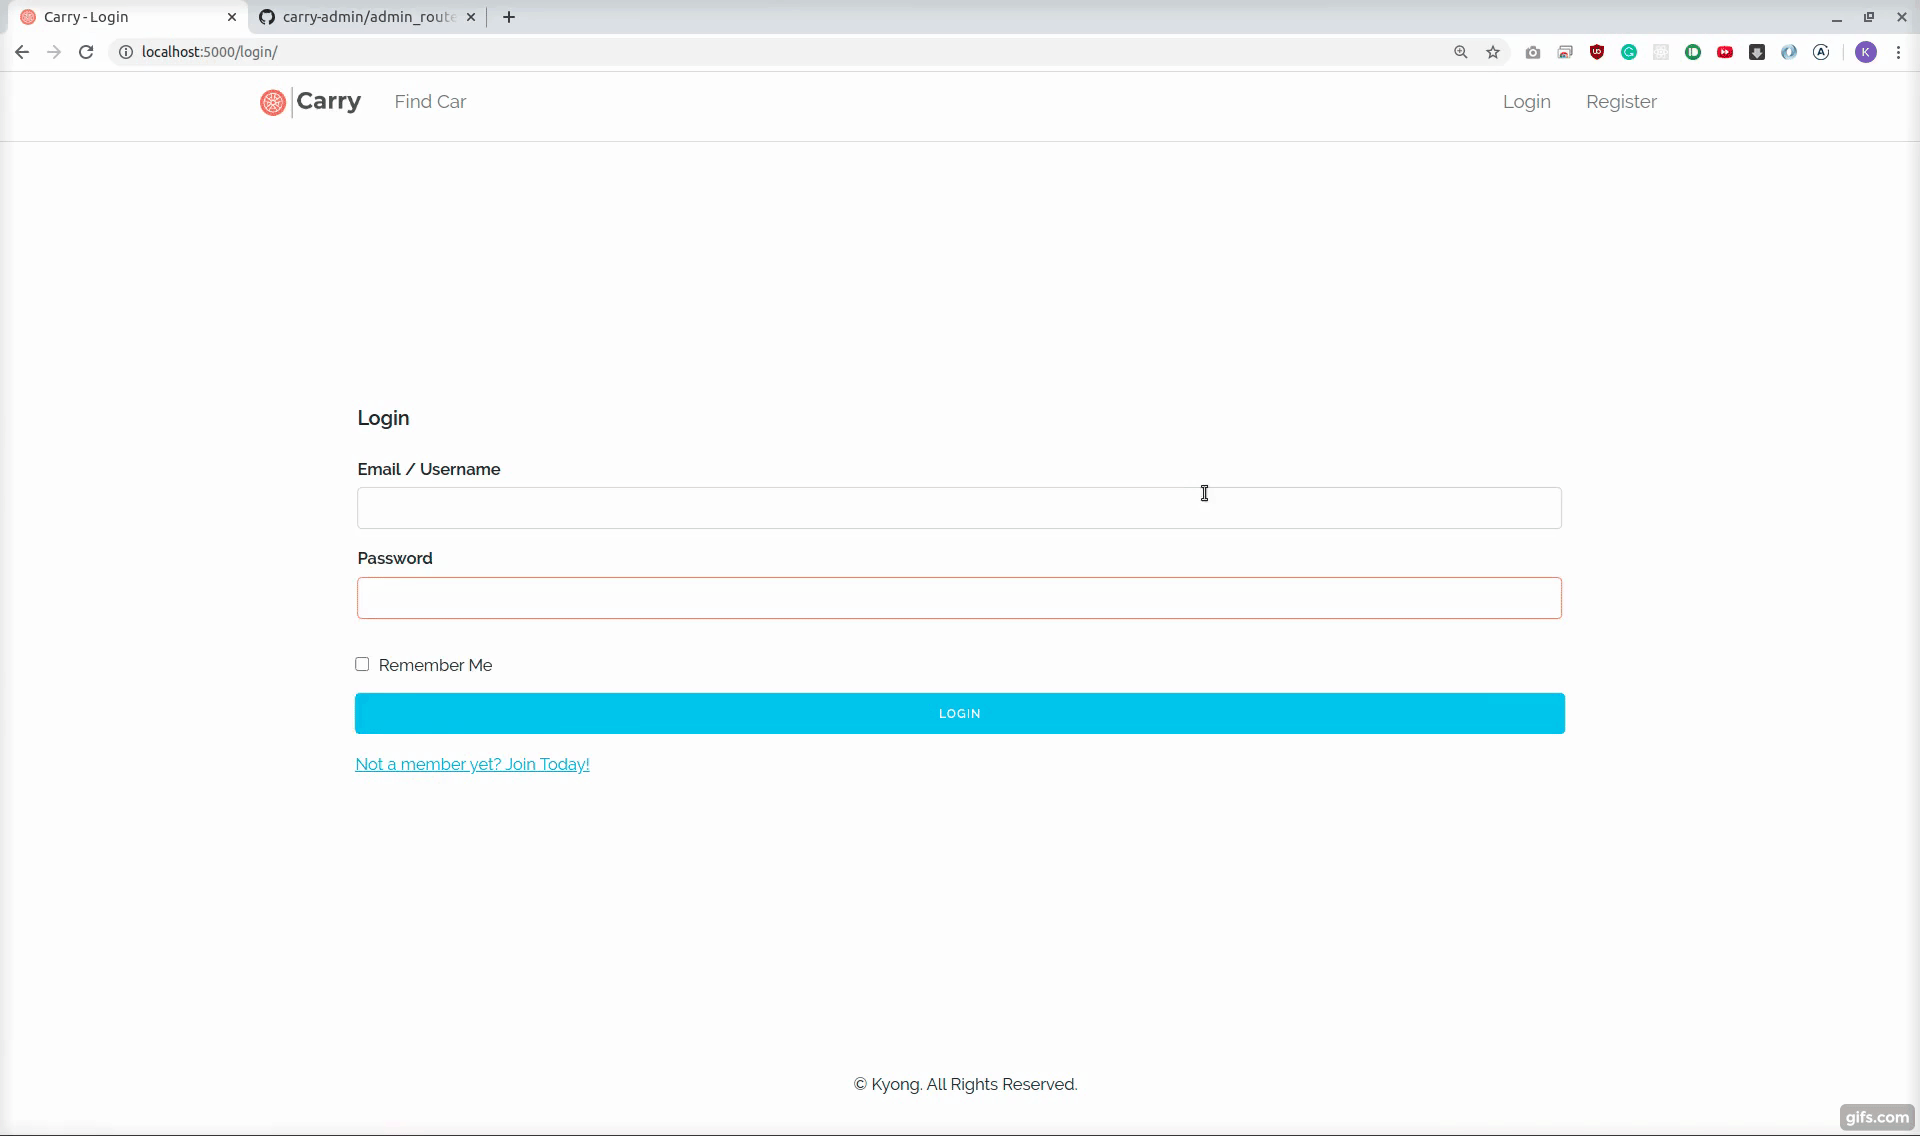 Carry - Login
carry-admin/admin_route
localhost:5000/login/
K
Carry
Find Car
Login
Register
Login
Email / Username
Password
Remember Me
LOGIN
Not a member yet? Join Today!
© Kyong. All Rights Reserved.
gifs.com